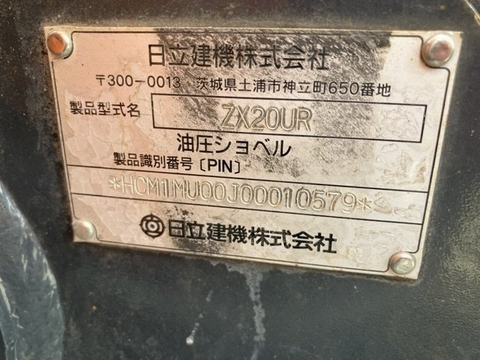 日立建機株式会社
〒300-0013 茨城県土浦市神立町650番地
製品型式名 ZX20UR
油圧ショベル
製品識別番号〔PIN〕
*HCM1MU00J00010579*
日立建機株式会社